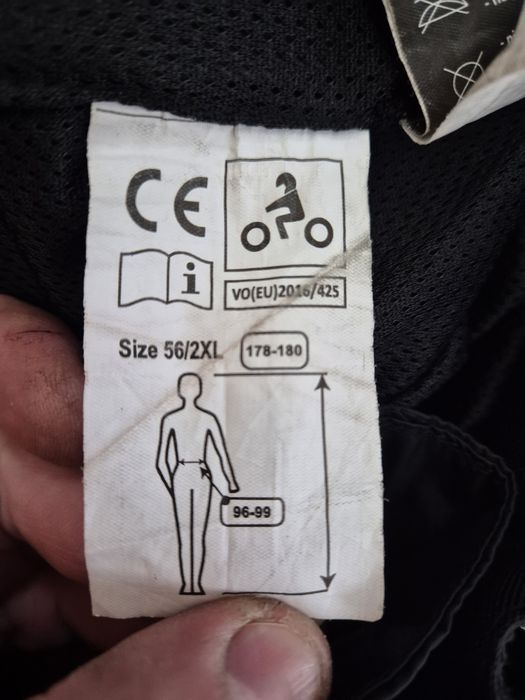 CE
i
VO(EU)2016/425
Size 56/2XL
178-180
96-99